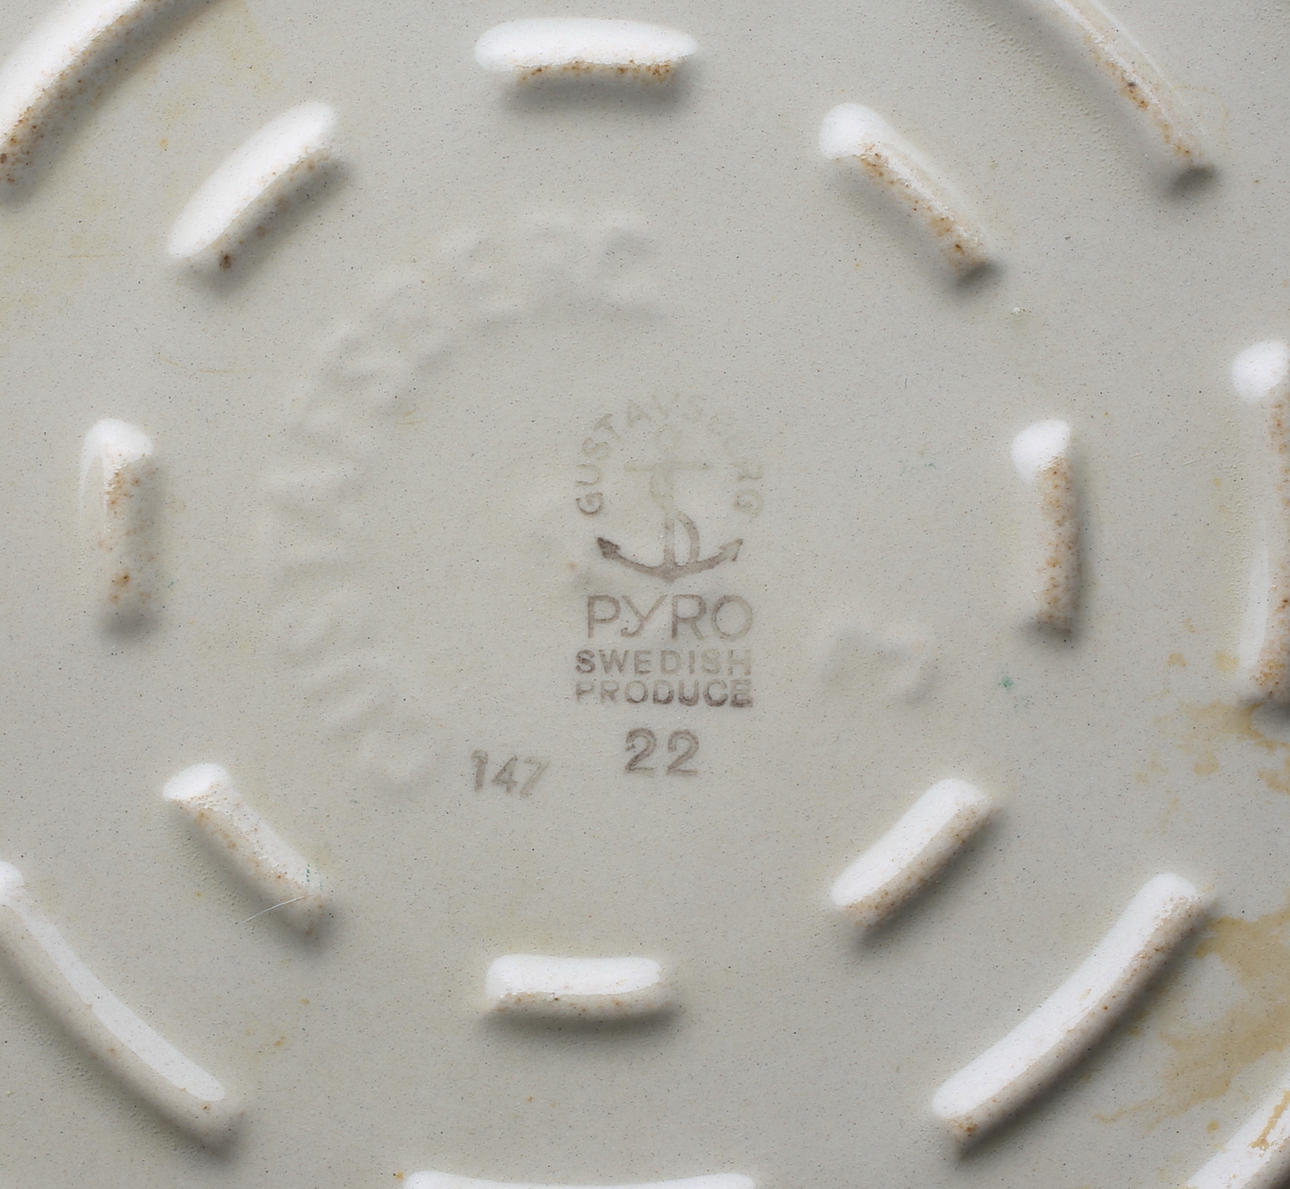 GUSTAVSBERG
PYRO
SWEDISH
PRODUCE
22
147